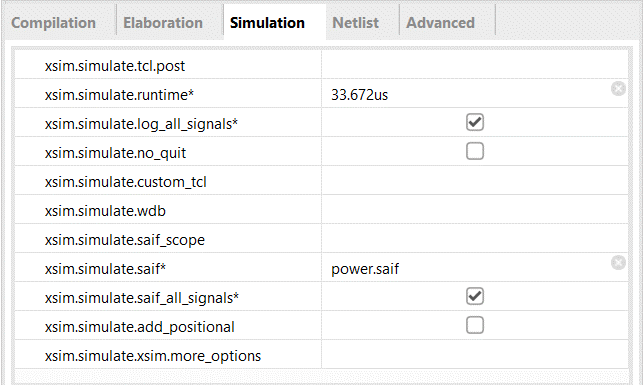 Compilation Elaboration Simulation Netlist Advanced
xsim.simulate.tcl.post
xsim.simulate.runtime* 33.672us
xsim.simulate.log_all_signals*
xsim.simulate.no_quit
xsim.simulate.custom_tcl
xsim.simulate.wdb
xsim.simulate.saif_scope
xsim.simulate.saif* power.saif
xsim.simulate.saif_all_signals*
xsim.simulate.add_positional
xsim.simulate.xsim.more_options